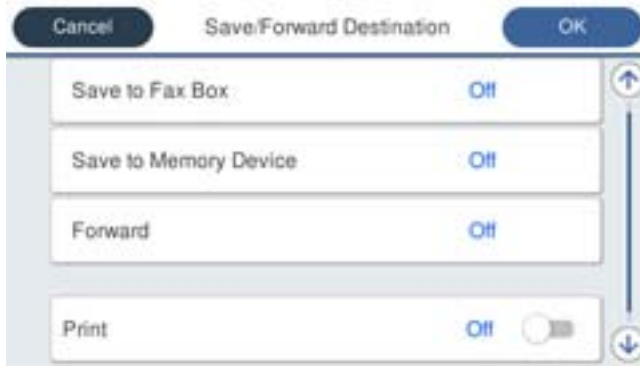 Cancel Save/Forward Destination OK
Save to Fax Box Off
Save to Memory Device Off
Forward Off
Print Off